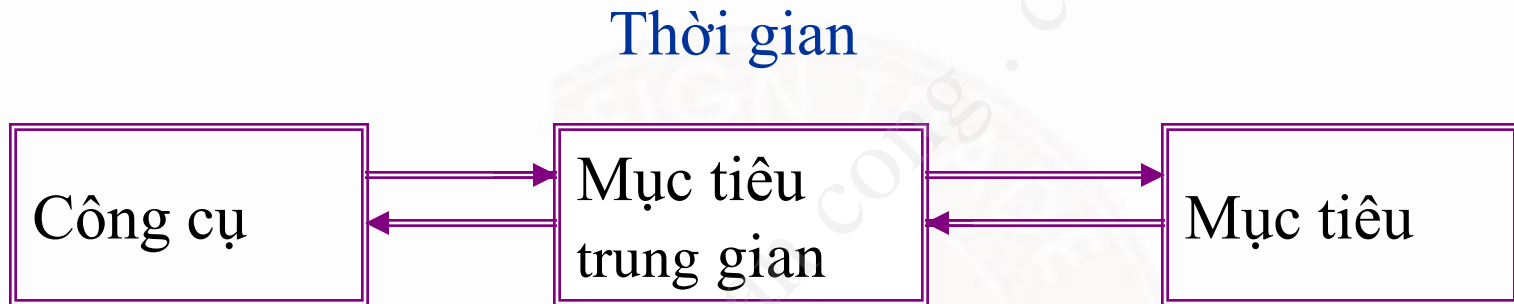 Thời gian
Công cụ
Mục tiêu
trung gian
Mục tiêu